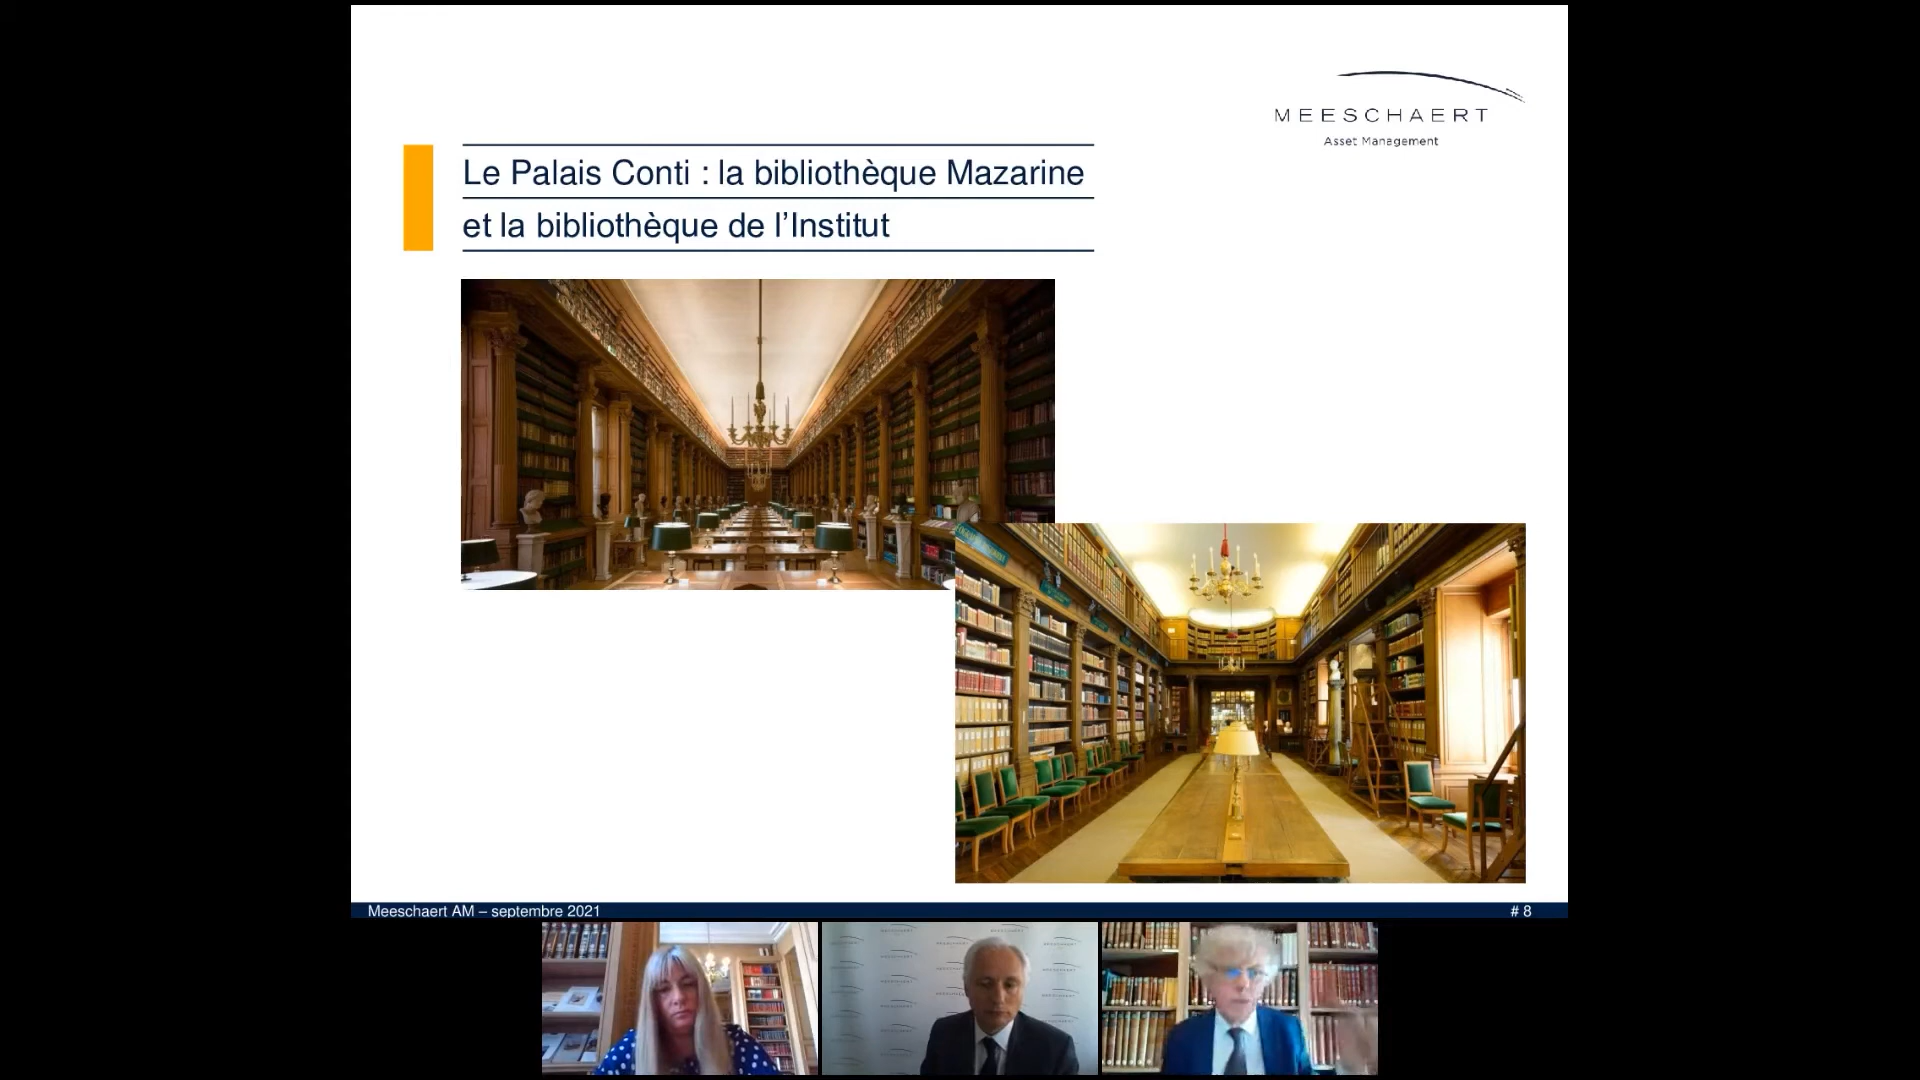 MEESCHAERT
Asset Management
Le Palais Conti : la bibliothèque Mazarine
et la bibliothèque de l’Institut
Meeschaert AM – septembre 2021
# 8